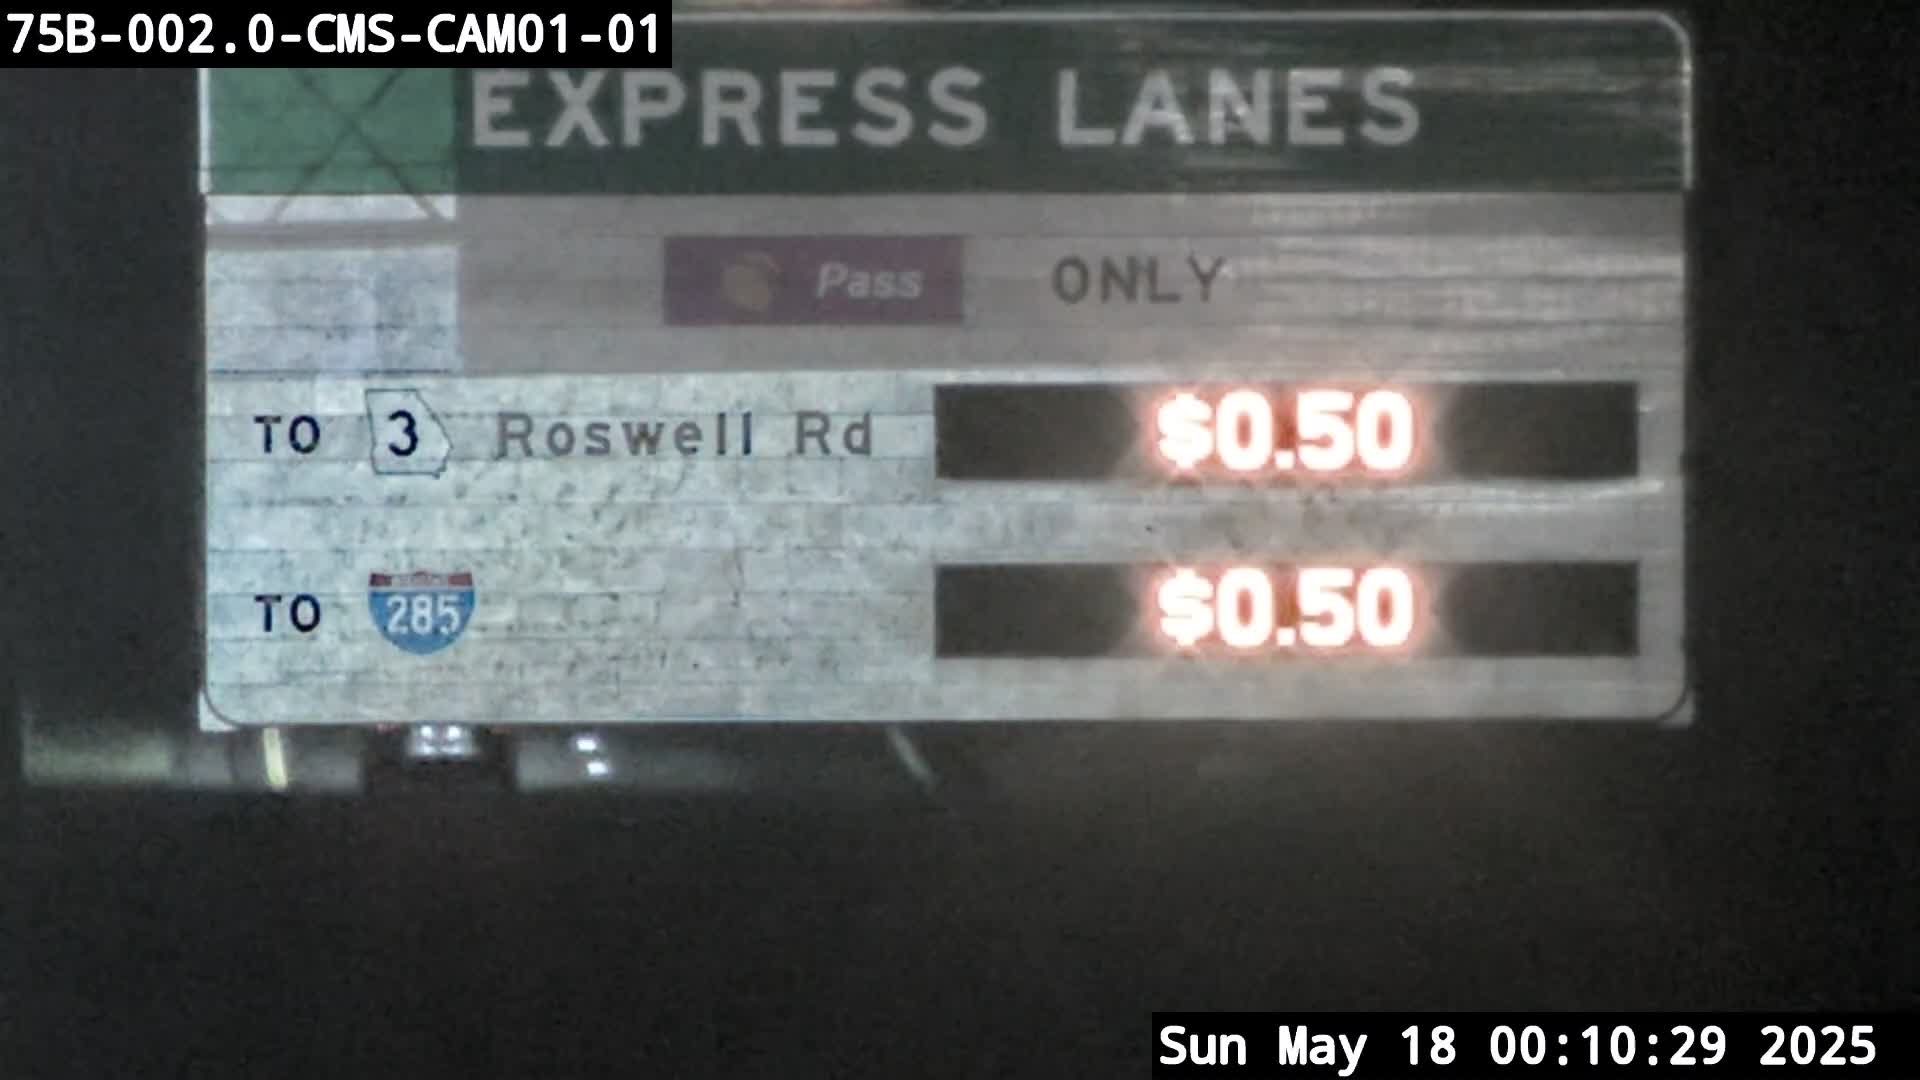 75B-002.0-CMS-CAM01-01
EXPRESS LANES
Pass ONLY
TO 3 Roswell Rd $0.50
TO 285 $0.50
Sun May 18 00:10:29 2025